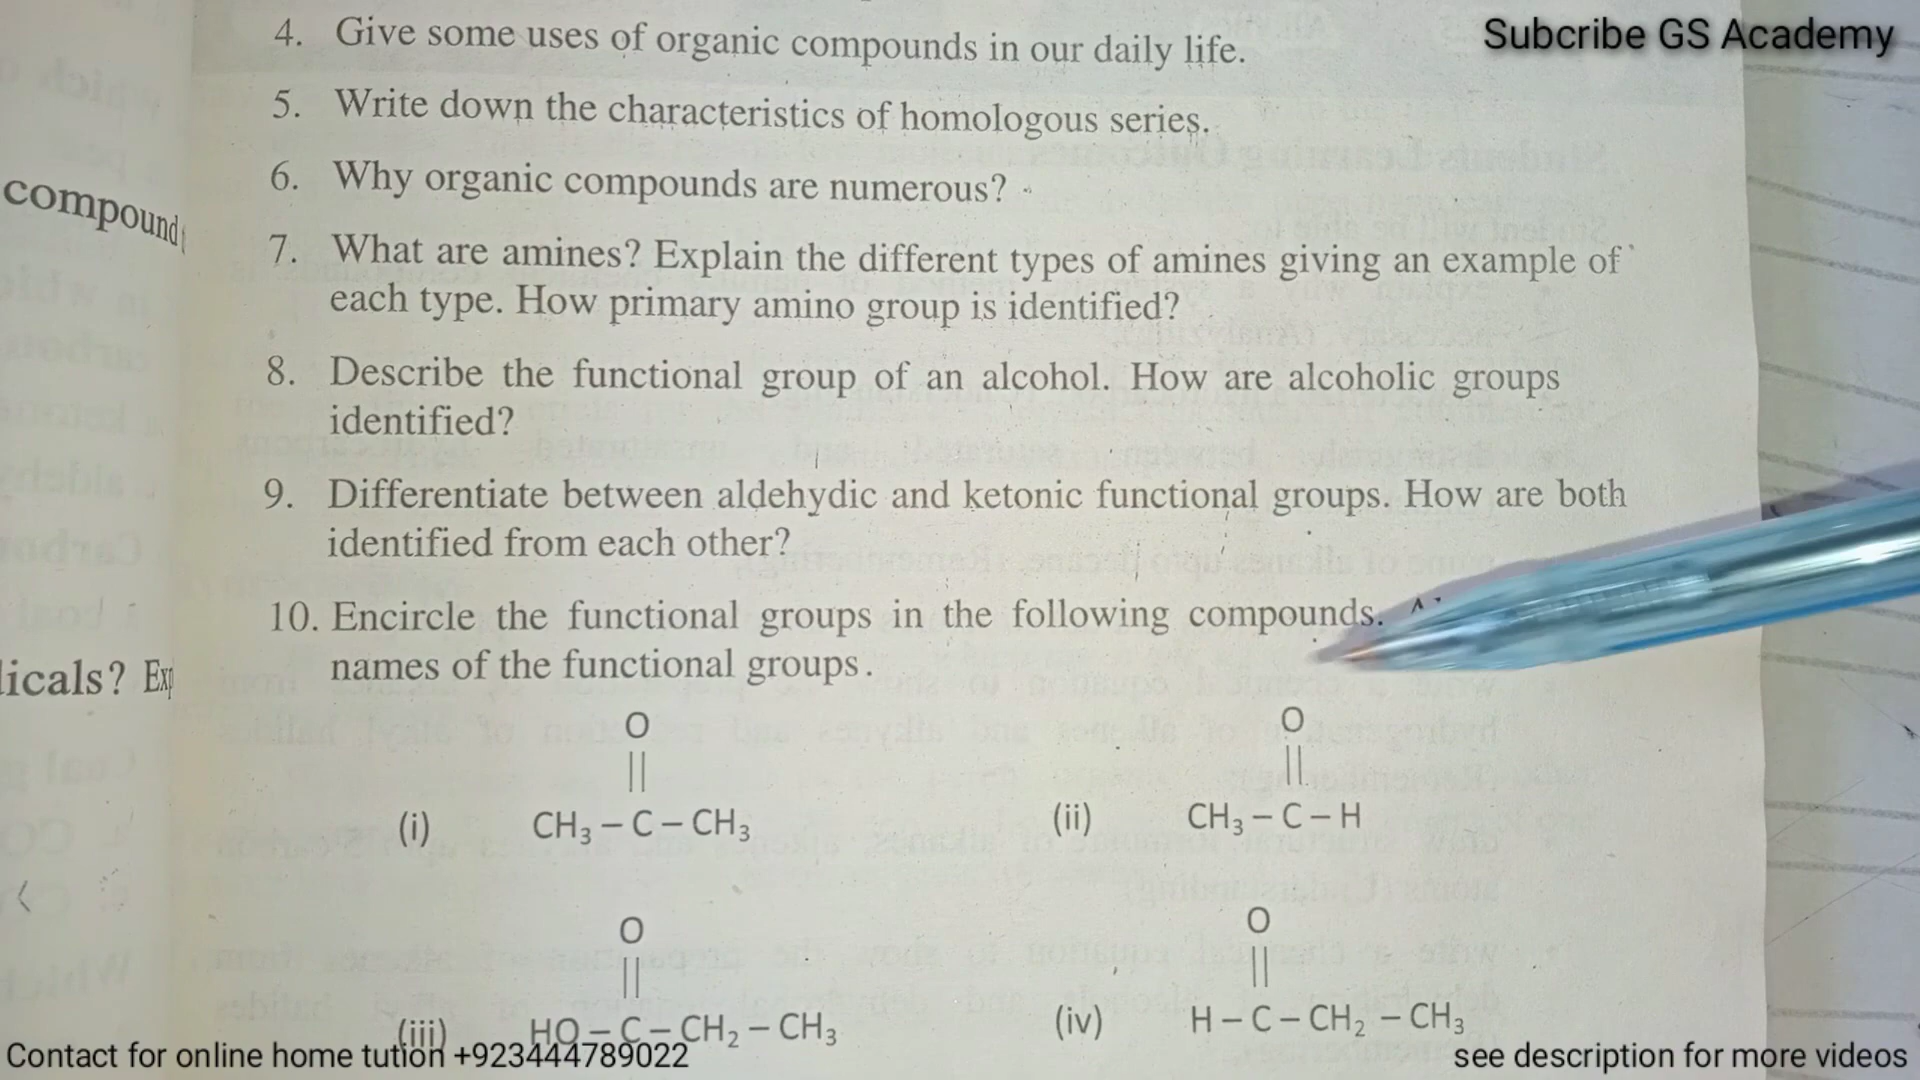 Subcribe GS Academy
4. Give some uses of organic compounds in our daily life.
5. Write down the characteristics of homologous series.
6. Why organic compounds are numerous?
compound
7. What are amines? Explain the different types of amines giving an example of
each type. How primary amino group is identified?
8. Describe the functional group of an alcohol. How are alcoholic groups
identified?
9. Differentiate between aldehydic and ketonic functional groups. How are both
identified from each other?
10. Encircle the functional groups in the following compounds.
names of the functional groups.
icals? Ex
O O
|| ||
(i) CH₃ – C – CH₃ (ii) CH₃ – C – H
O O
|| ||
(iii) HO – C – CH₂ – CH₃ (iv) H – C – CH₂ – CH₃
Contact for online home tution +923444789022
see description for more videos